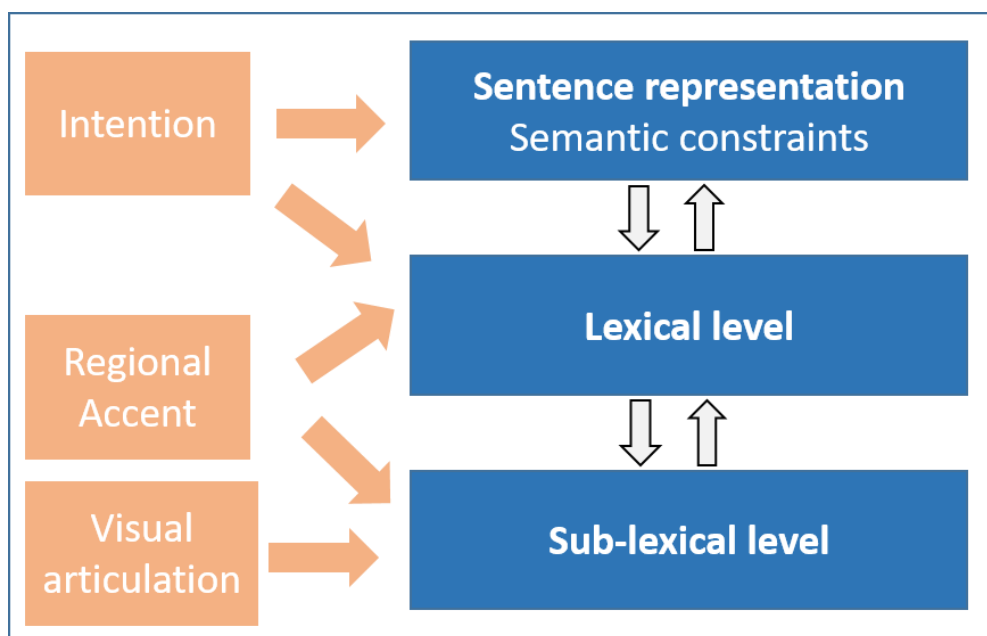 Intention
Sentence representation
Semantic constraints
Lexical level
Regional
Accent
Visual
articulation
Sub-lexical level